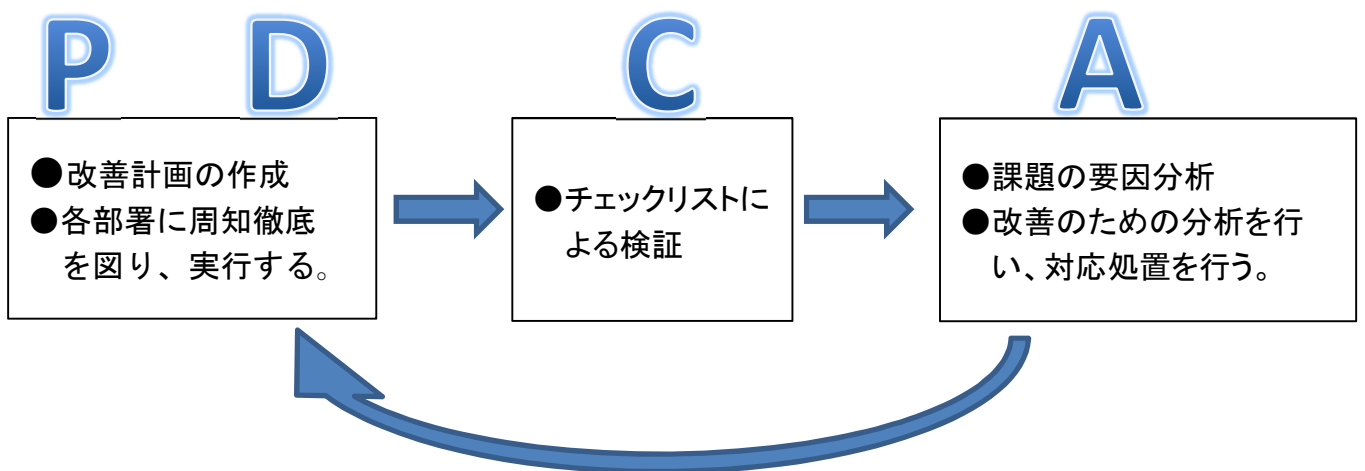 P D C A
●改善計画の作成
●各部署に周知徹底
を図り、実行する。
●チェックリストに
よる検証
●課題の要因分析
●改善のための分析を行
い、対応処置を行う。